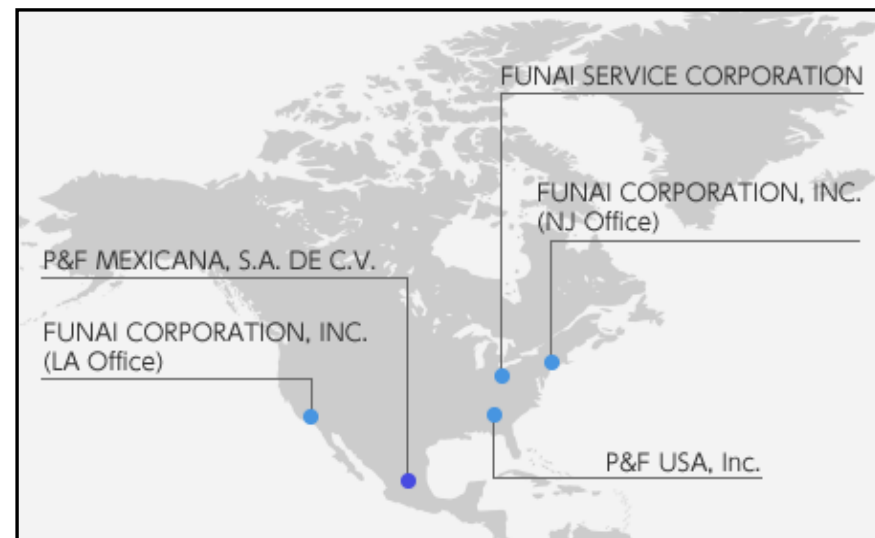 FUNAI SERVICE CORPORATION
FUNAI CORPORATION, INC.
(NJ Office)
P&F MEXICANA, S.A. DE C.V.
FUNAI CORPORATION, INC.
(LA Office)
P&F USA, Inc.